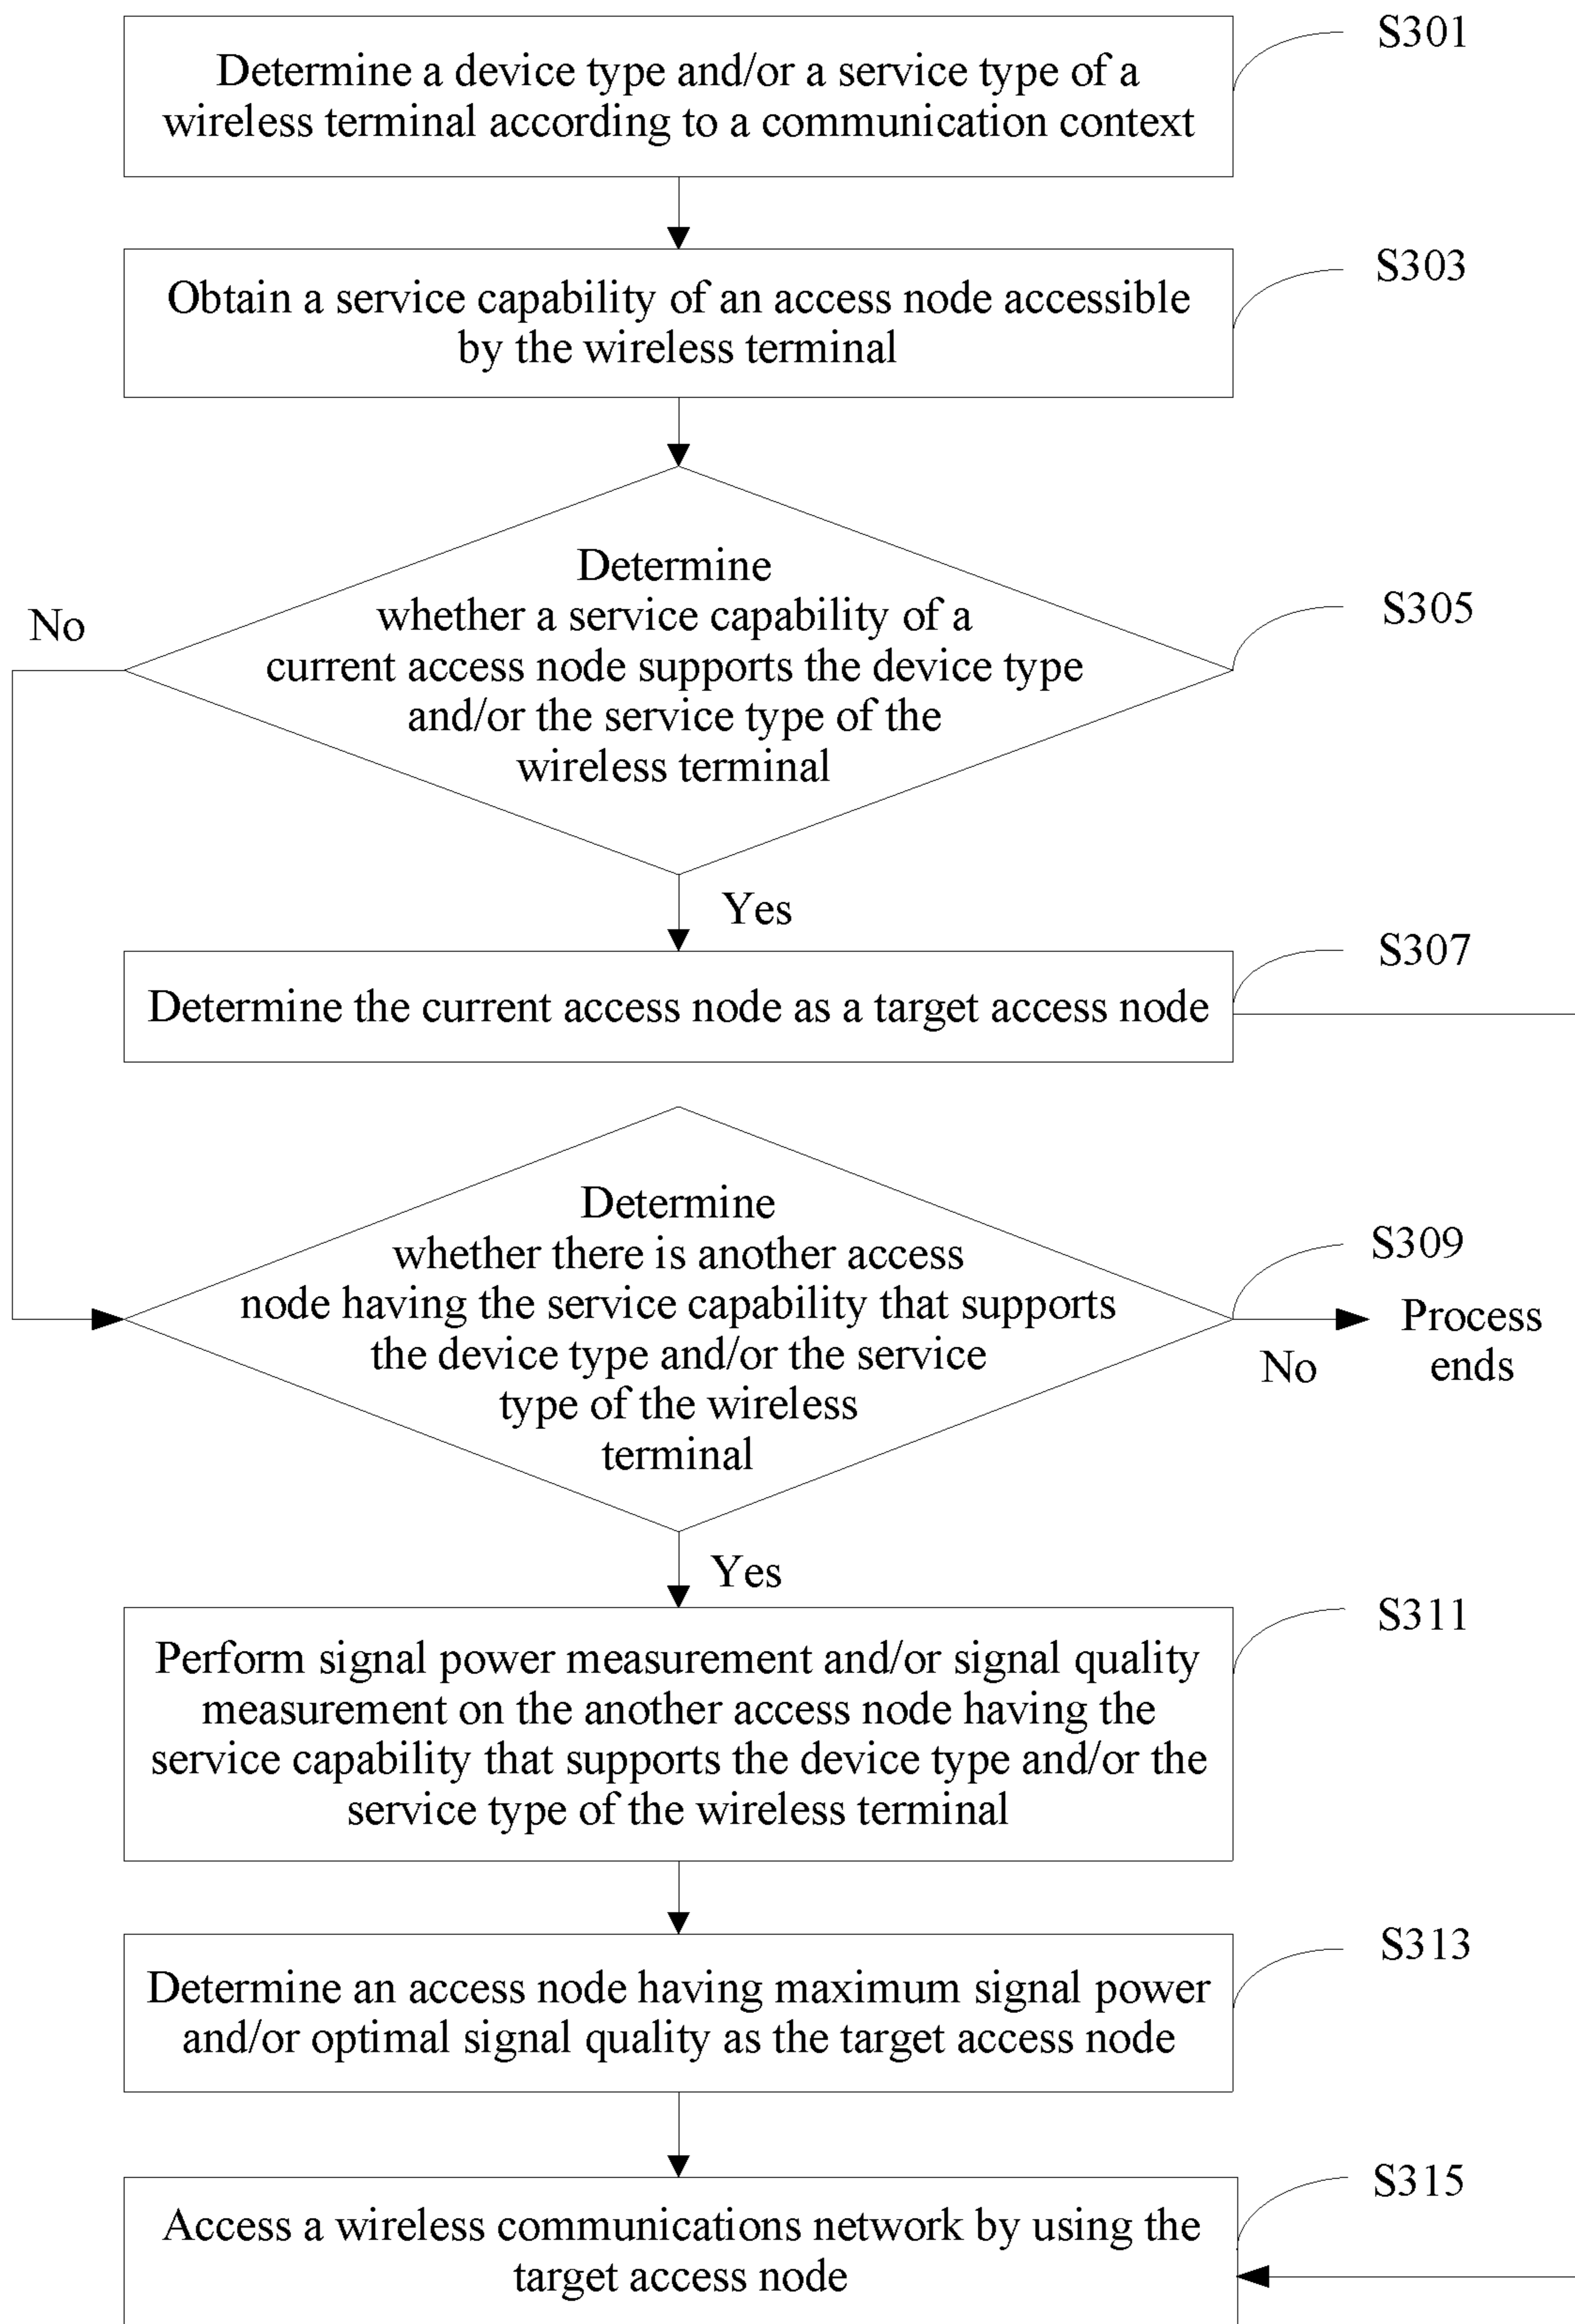 S301
Determine a device type and/or a service type of a
wireless terminal according to a communication context
S303
Obtain a service capability of an access node accessible
by the wireless terminal
Determine
whether a service capability of a
current access node supports the device type
and/or the service type of the
wireless terminal
S305
No
Yes
S307
Determine the current access node as a target access node
Determine
whether there is another access
node having the service capability that supports
the device type and/or the service
type of the wireless
terminal
S309
Process
ends
No
Yes
S311
Perform signal power measurement and/or signal quality
measurement on the another access node having the
service capability that supports the device type and/or the
service type of the wireless terminal
S313
Determine an access node having maximum signal power
and/or optimal signal quality as the target access node
S315
Access a wireless communications network by using the
target access node